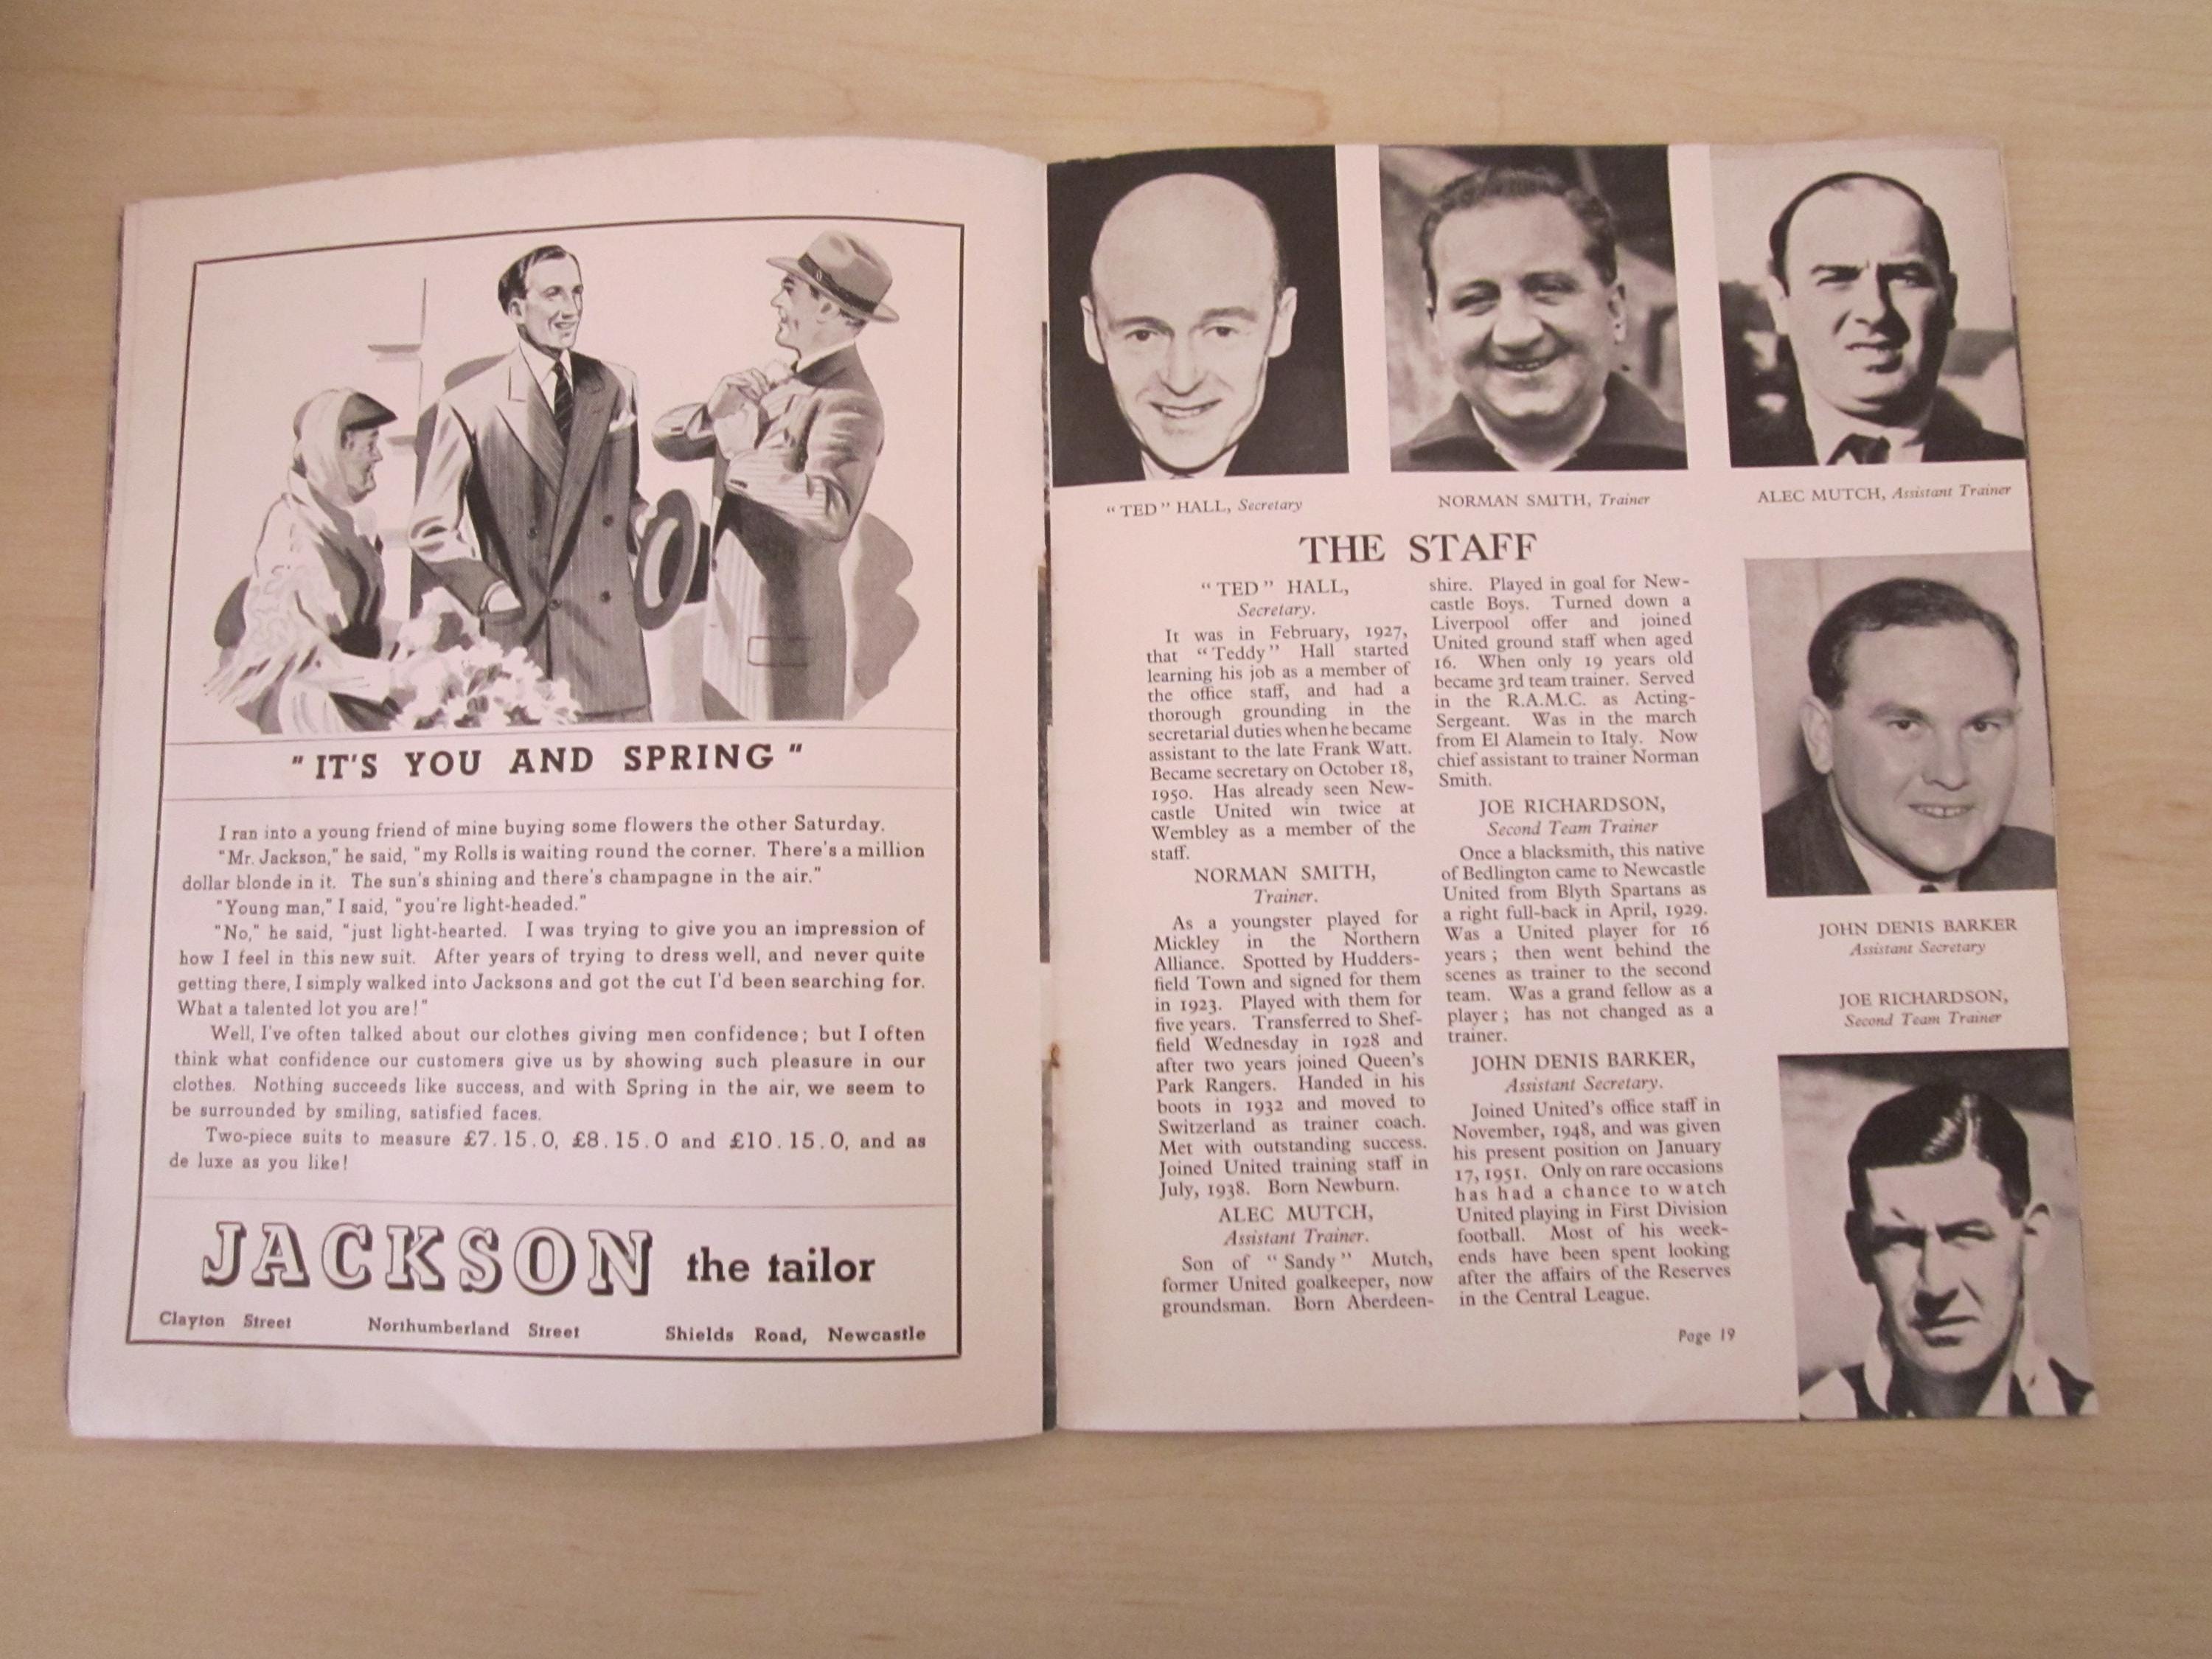 "IT'S YOU AND SPRING"
I ran into a young friend of mine buying some flowers the other Saturday.
"Mr. Jackson," he said, "my Rolls is waiting round the corner. There's a million
dollar blonde in it. The sun's shining and there's champagne in the air."
"Young man," I said, "you're light-headed."
"No," he said, "just light-hearted. I was trying to give you an impression of
how I feel in this new suit. After years of trying to dress well, and never quite
getting there, I simply walked into Jacksons and got the cut I'd been searching for.
What a talented lot you are!"
Well, I've often talked about our clothes giving men confidence; but I often
think what confidence our customers give us by showing such pleasure in our
clothes. Nothing succeeds like success, and with Spring in the air, we seem to
be surrounded by smiling, satisfied faces.
Two-piece suits to measure £7.15.0, £8.15.0 and £10.15.0, and as
de luxe as you like!
JACKSON the tailor
Clayton Street Northumberland Street Shields Road, Newcastle
"TED" HALL, Secretary
NORMAN SMITH, Trainer
ALEC MUTCH, Assistant Trainer
THE STAFF
"TED" HALL,
Secretary.
It was in February, 1927,
that "Teddy" Hall started
learning his job as a member of
the office staff, and had a
thorough grounding in the
secretarial duties when he became
assistant to the late Frank Watt.
Became secretary on October 18,
1950. Has already seen New-
castle United win twice at
Wembley as a member of the
staff.
NORMAN SMITH,
Trainer.
As a youngster played for
Mickley in the Northern
Alliance. Spotted by Hudders-
field Town and signed for them
in 1923. Played with them for
five years. Transferred to Shef-
field Wednesday in 1928 and
after two years joined Queen's
Park Rangers. Handed in his
boots in 1932 and moved to
Switzerland as trainer coach.
Met with outstanding success.
Joined United training staff in
July, 1938. Born Newburn.
ALEC MUTCH,
Assistant Trainer.
Son of "Sandy" Mutch,
former United goalkeeper, now
groundsman. Born Aberdeen-
shire. Played in goal for New-
castle Boys. Turned down a
Liverpool offer and joined
United ground staff when aged
16. When only 19 years old
became 3rd team trainer. Served
in the R.A.M.C. as Acting-
Sergeant. Was in the march
from El Alamein to Italy. Now
chief assistant to trainer Norman
Smith.
JOE RICHARDSON,
Second Team Trainer
Once a blacksmith, this native
of Bedlington came to Newcastle
United from Blyth Spartans as
a right full-back in April, 1929.
Was a United player for 16
years; then went behind the
scenes as trainer to the second
team. Was a grand fellow as a
player; has not changed as a
trainer.
JOHN DENIS BARKER,
Assistant Secretary.
Joined United's office staff in
November, 1948, and was given
his present position on January
17, 1951. Only on rare occasions
has had a chance to watch
United playing in First Division
football. Most of his week-
ends have been spent looking
after the affairs of the Reserves
in the Central League.
JOHN DENIS BARKER
Assistant Secretary
JOE RICHARDSON,
Second Team Trainer
Page 19